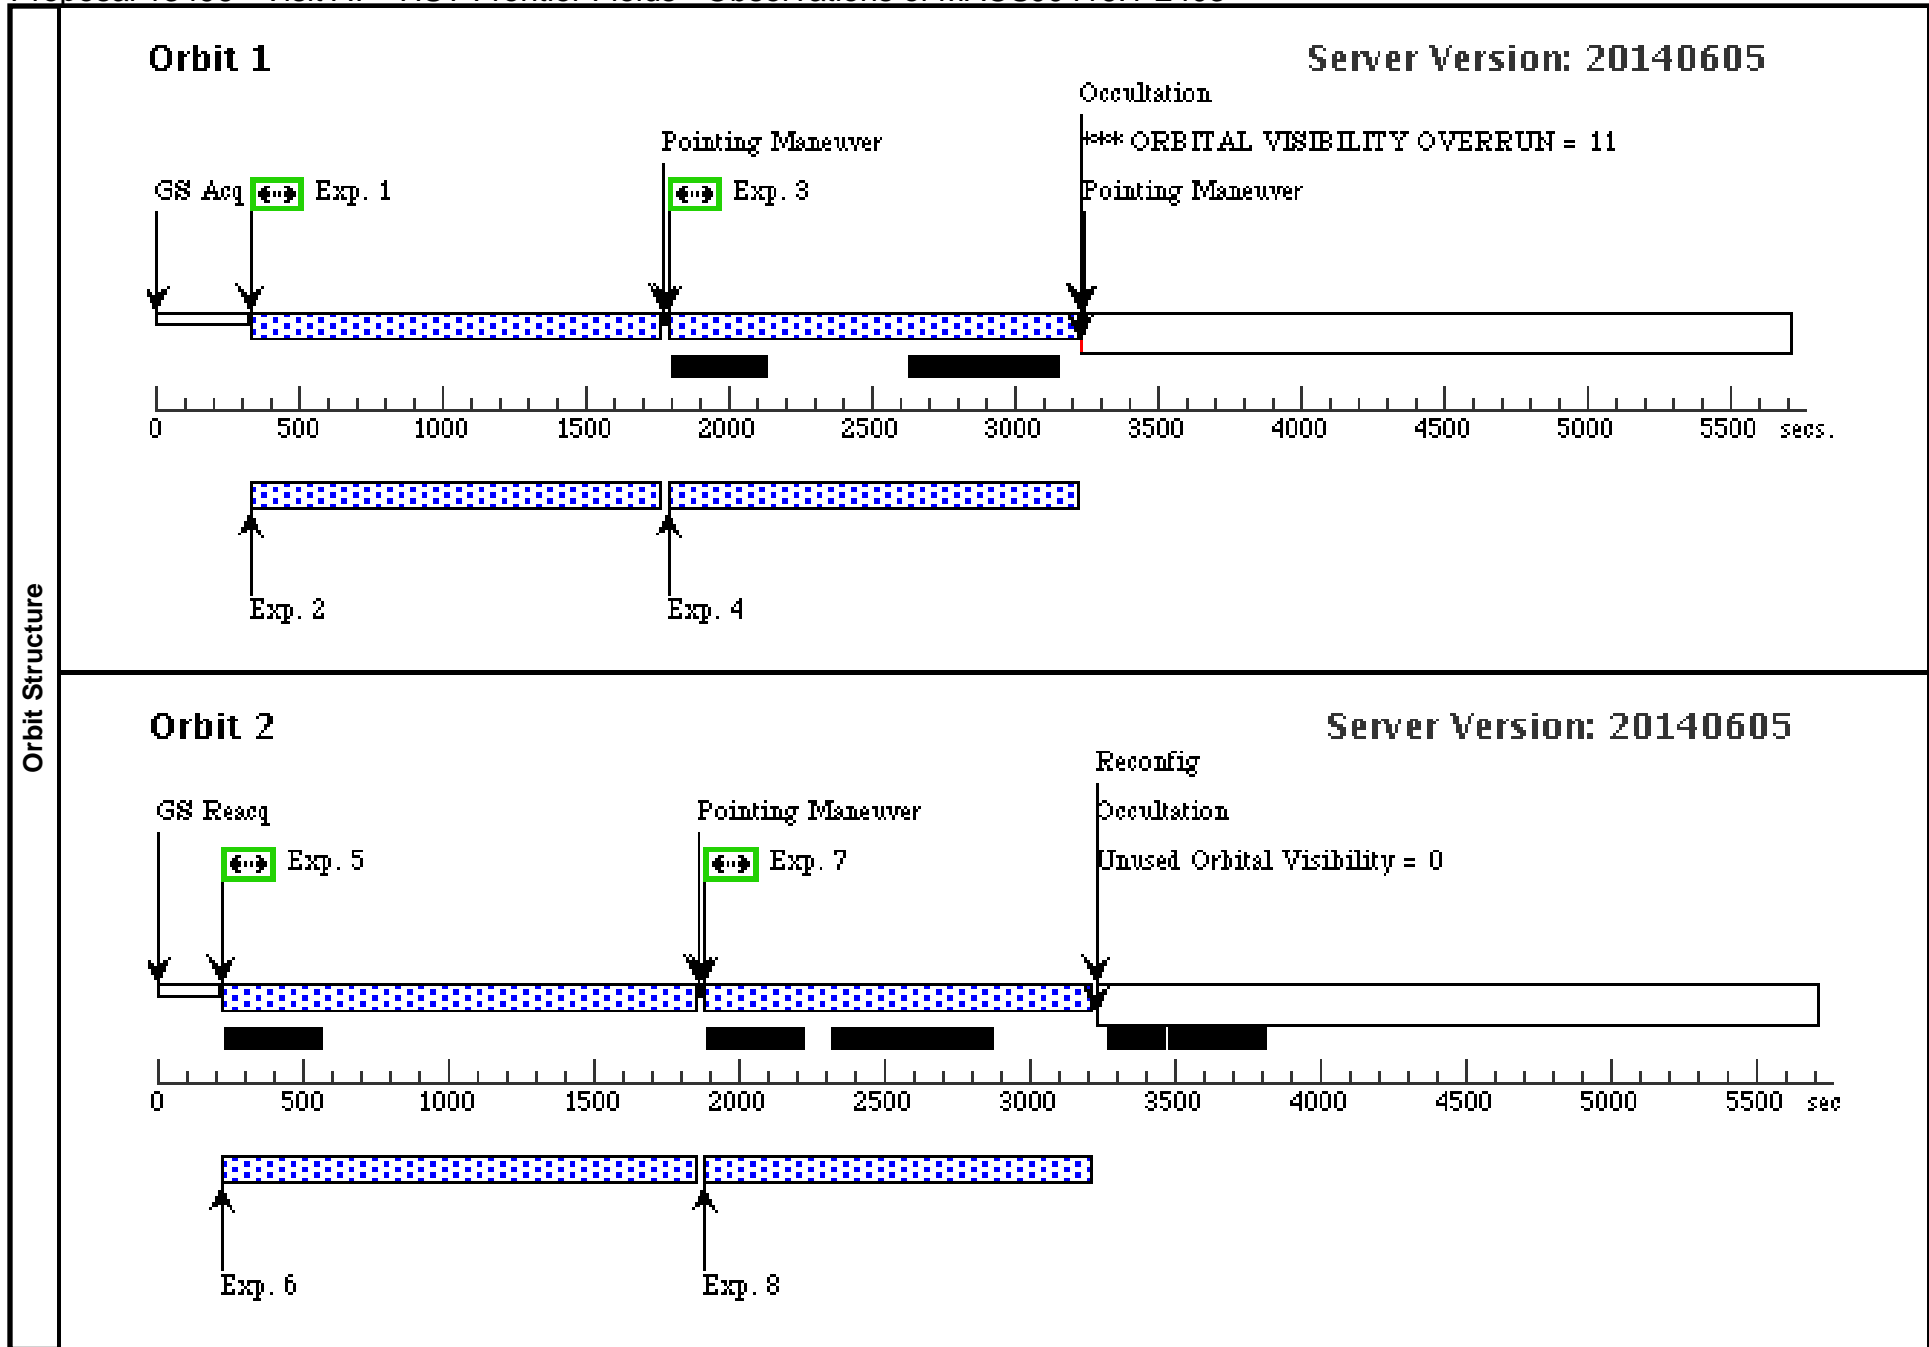 Orbit Structure
Orbit 1
Server Version: 20140605
Occultation
Pointing Maneuver
*** ORBITAL VISIBILITY OVERRUN = 11
GS Acq
Exp. 1
Exp. 3
Pointing Maneuver
0 500 1000 1500 2000 2500 3000 3500 4000 4500 5000 5500 secs.
Exp. 2
Exp. 4
Orbit 2
Server Version: 20140605
Reconfig
GS Reacq
Pointing Maneuver
Occultation
Exp. 5
Exp. 7
Unused Orbital Visibility = 0
0 500 1000 1500 2000 2500 3000 3500 4000 4500 5000 5500 sec
Exp. 6
Exp. 8